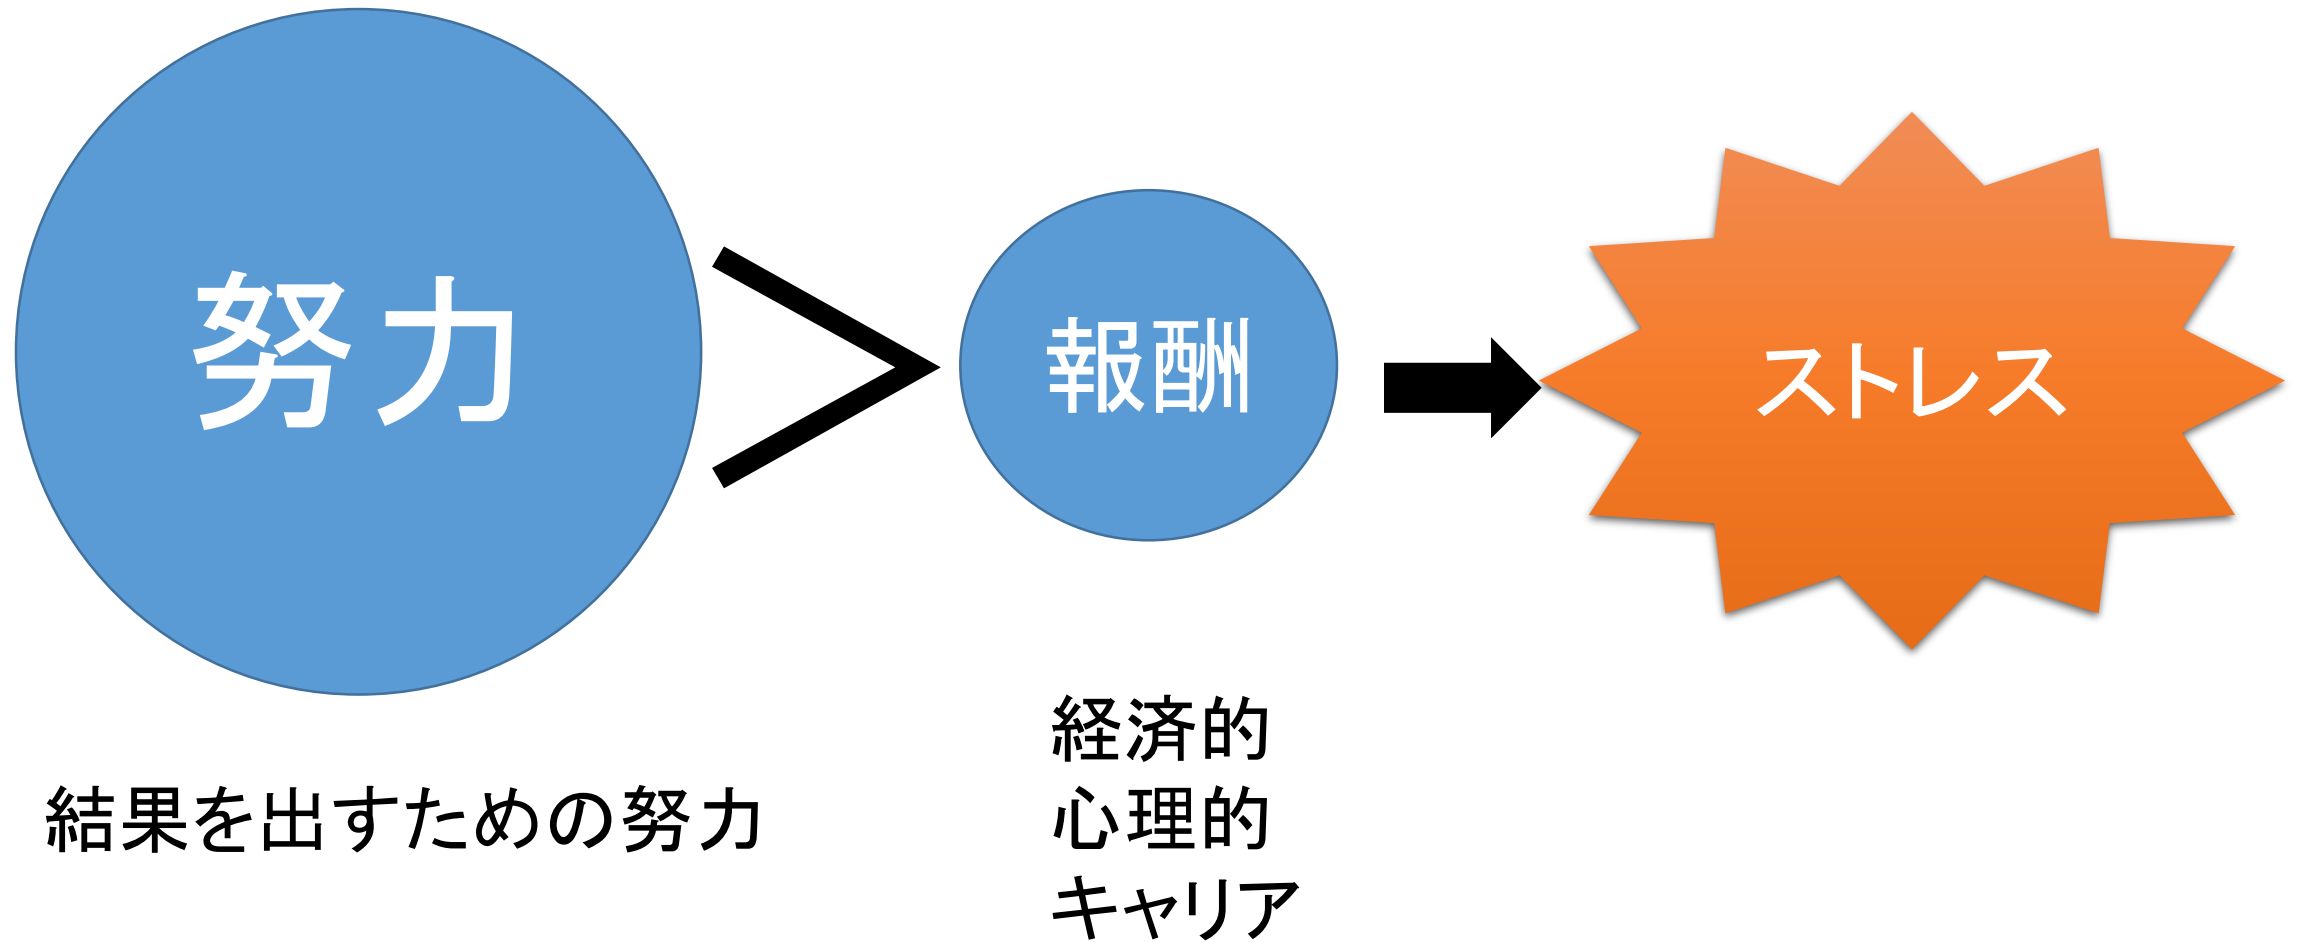 努力
>
報酬
ストレス
結果を出すための努力
経済的
心理的
キャリア